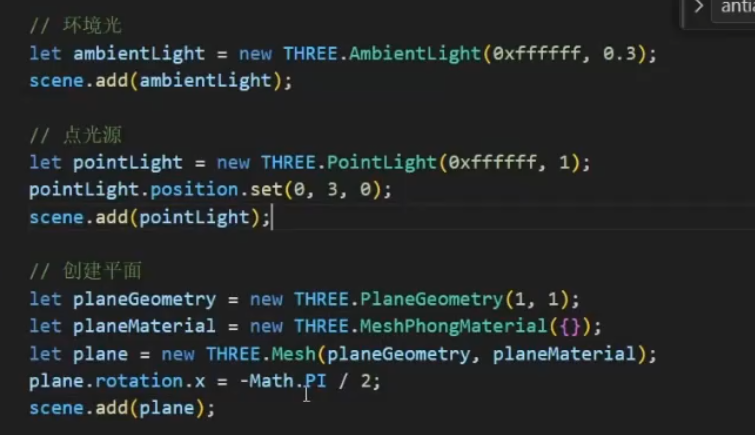 antia
// 环境光
let ambientLight = new THREE.AmbientLight(0xffffff, 0.3);
scene.add(ambientLight);
// 点光源
let pointLight = new THREE.PointLight(0xffffff, 1);
pointLight.position.set(0, 3, 0);
scene.add(pointLight);
// 创建平面
let planeGeometry = new THREE.PlaneGeometry(1, 1);
let planeMaterial = new THREE.MeshPhongMaterial({});
let plane = new THREE.Mesh(planeGeometry, planeMaterial);
plane.rotation.x = -Math.PI / 2;
scene.add(plane);